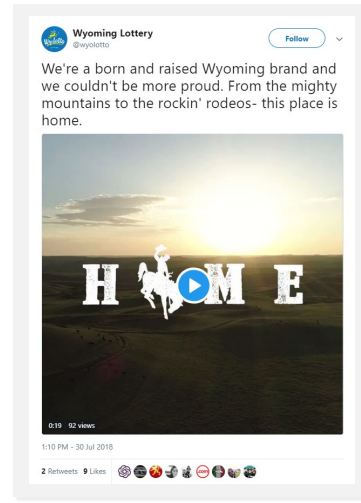 Wyoming Lottery
@wyolotto
Follow
We're a born and raised Wyoming brand and
we couldn't be more proud. From the mighty
mountains to the rockin' rodeos- this place is
home.
H ME
0:19 92 views
1:10 PM - 30 Jul 2018
2 Retweets 9 Likes
.com